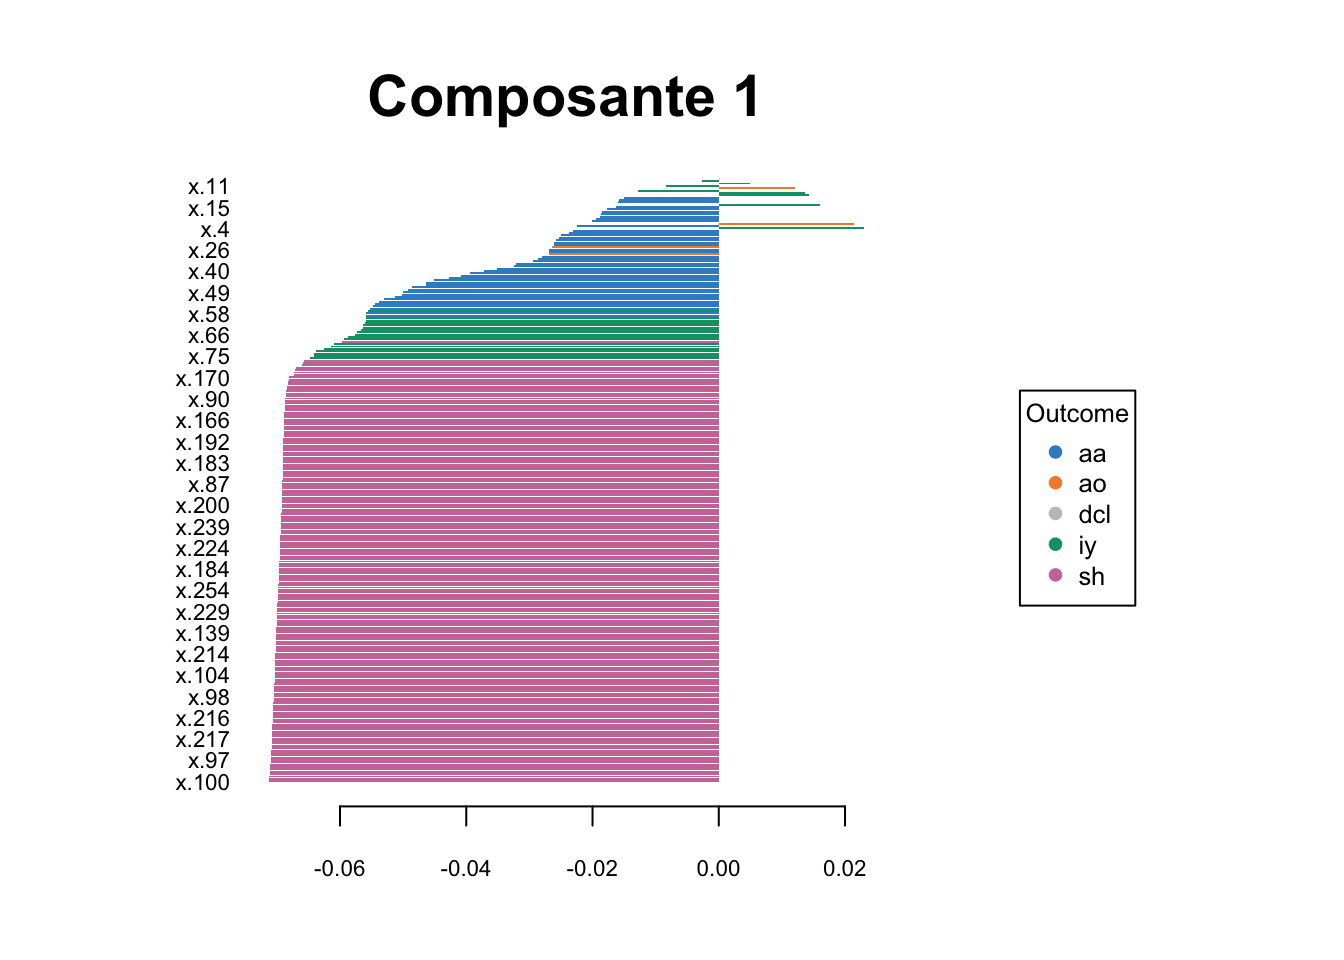 Composante 1
x.11
x.15
x.4
x.26
x.40
x.49
x.58
x.66
x.75
x.170
x.90
x.166
x.192
x.183
x.87
x.200
x.239
x.224
x.184
x.254
x.229
x.139
x.214
x.104
x.98
x.216
x.217
x.97
x.100
-0.06 -0.04 -0.02 0.00 0.02
Outcome
aa
ao
dcl
iy
sh